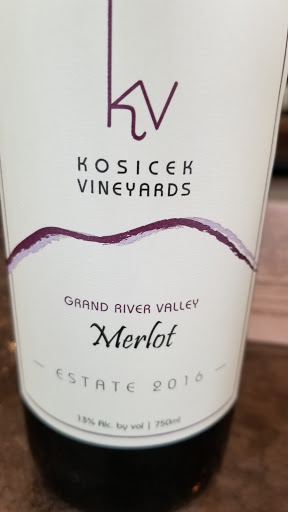 KV
KOSICEK
VINEYARDS
GRAND RIVER VALLEY
Merlot
— ESTATE 2016 —
13% Alc. by vol | 750ml